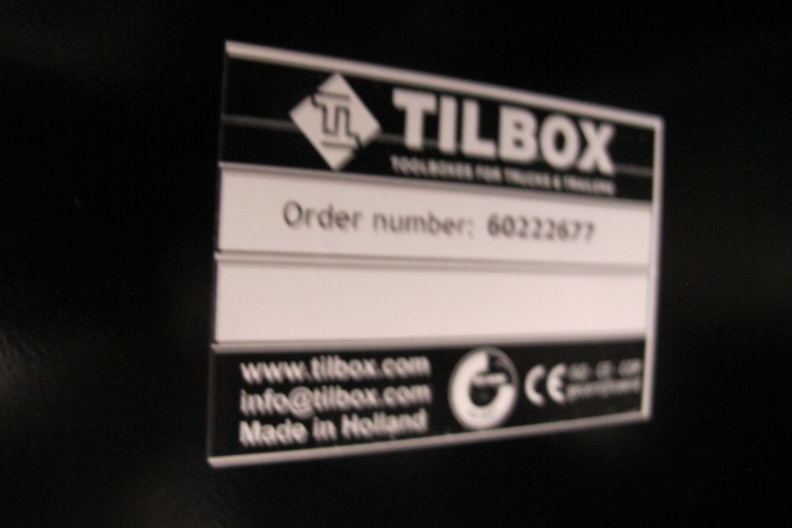 TILBOX
TOOLBOXES FOR TRUCKS & TRAILERS
Order number: 60222677
www.tilbox.com
info@tilbox.com
Made in Holland
CE